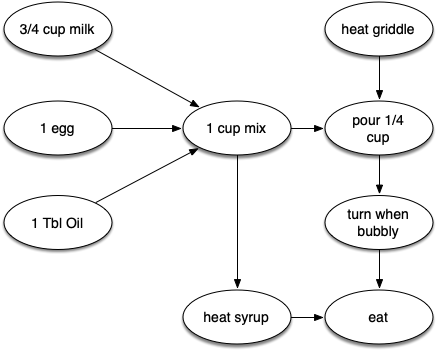 3/4 cup milk
heat griddle
1 egg
1 cup mix
pour 1/4
cup
1 Tbl Oil
turn when
bubbly
heat syrup
eat